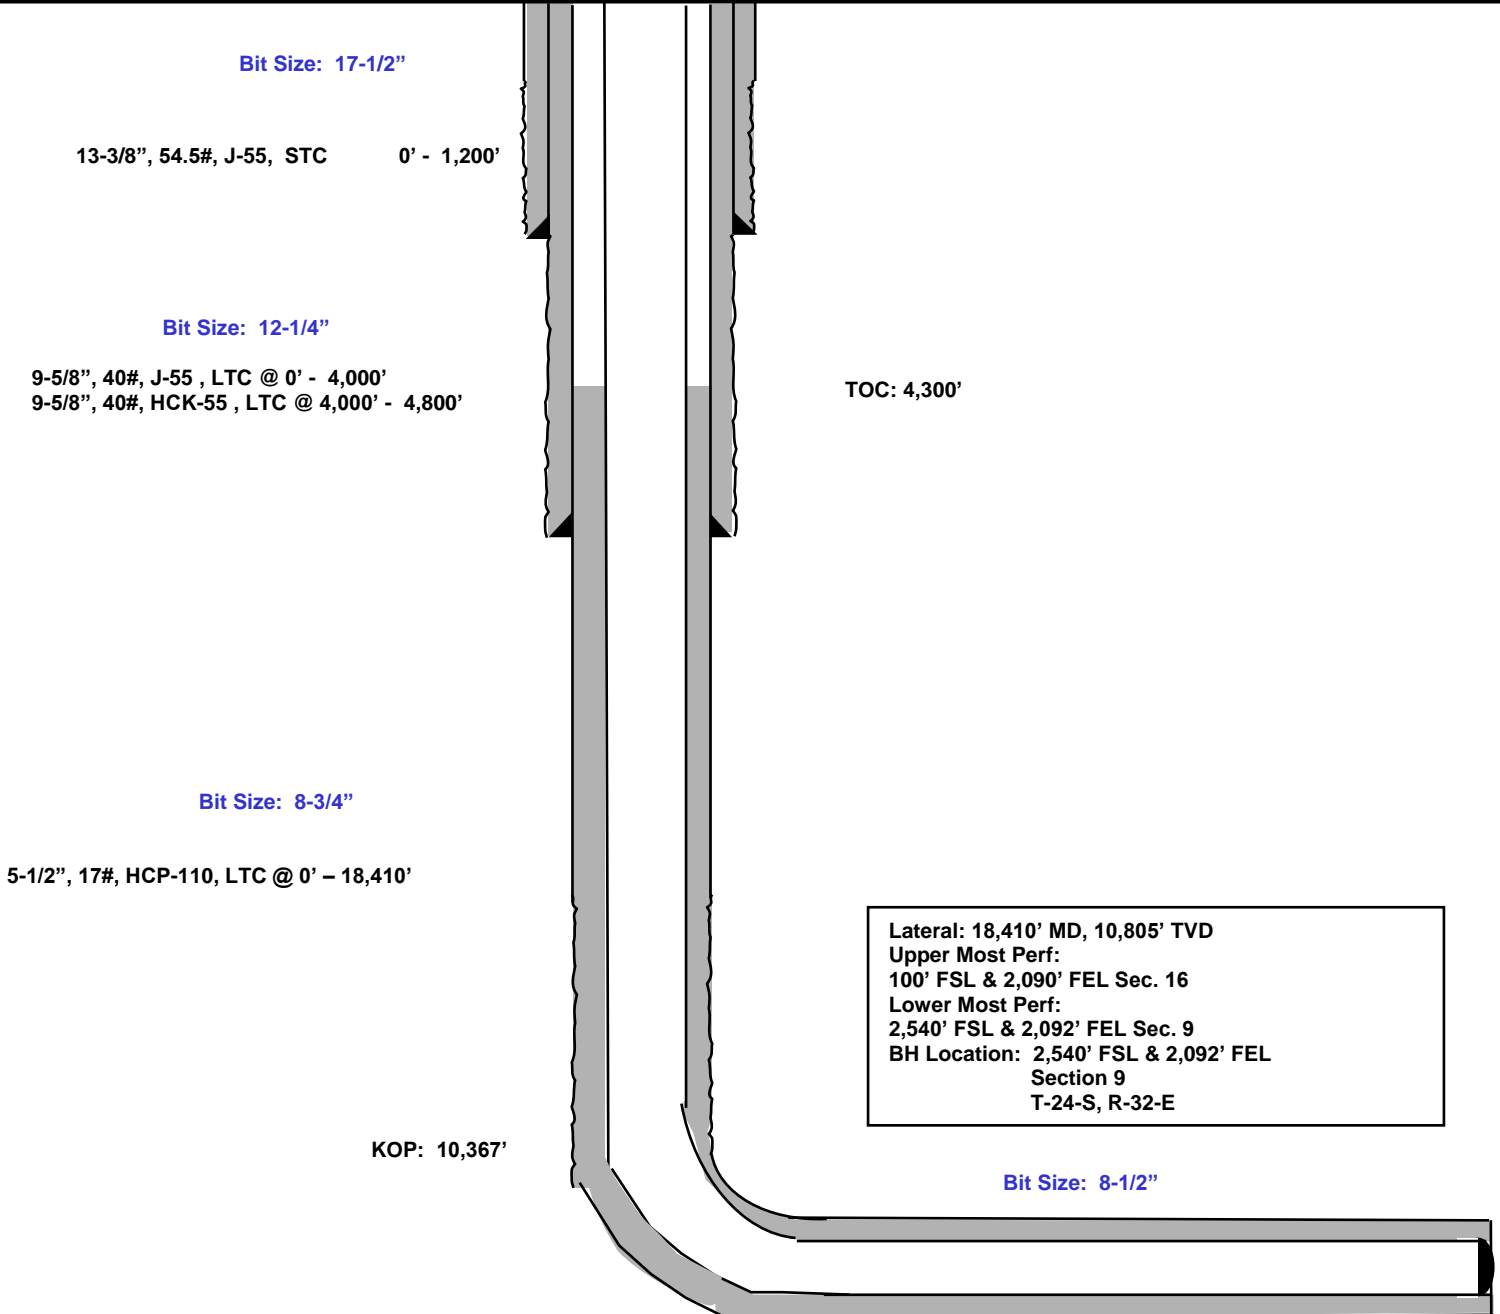 Bit Size: 17-1/2”
13-3/8”, 54.5#, J-55, STC 0’ - 1,200’
Bit Size: 12-1/4”
9-5/8”, 40#, J-55 , LTC @ 0’ - 4,000’
9-5/8”, 40#, HCK-55 , LTC @ 4,000’ - 4,800’
TOC: 4,300’
Bit Size: 8-3/4”
5-1/2”, 17#, HCP-110, LTC @ 0’ – 18,410’
Lateral: 18,410’ MD, 10,805’ TVD
Upper Most Perf:
100’ FSL & 2,090’ FEL Sec. 16
Lower Most Perf:
2,540’ FSL & 2,092’ FEL Sec. 9
BH Location: 2,540’ FSL & 2,092’ FEL
Section 9
T-24-S, R-32-E
KOP: 10,367’
Bit Size: 8-1/2”